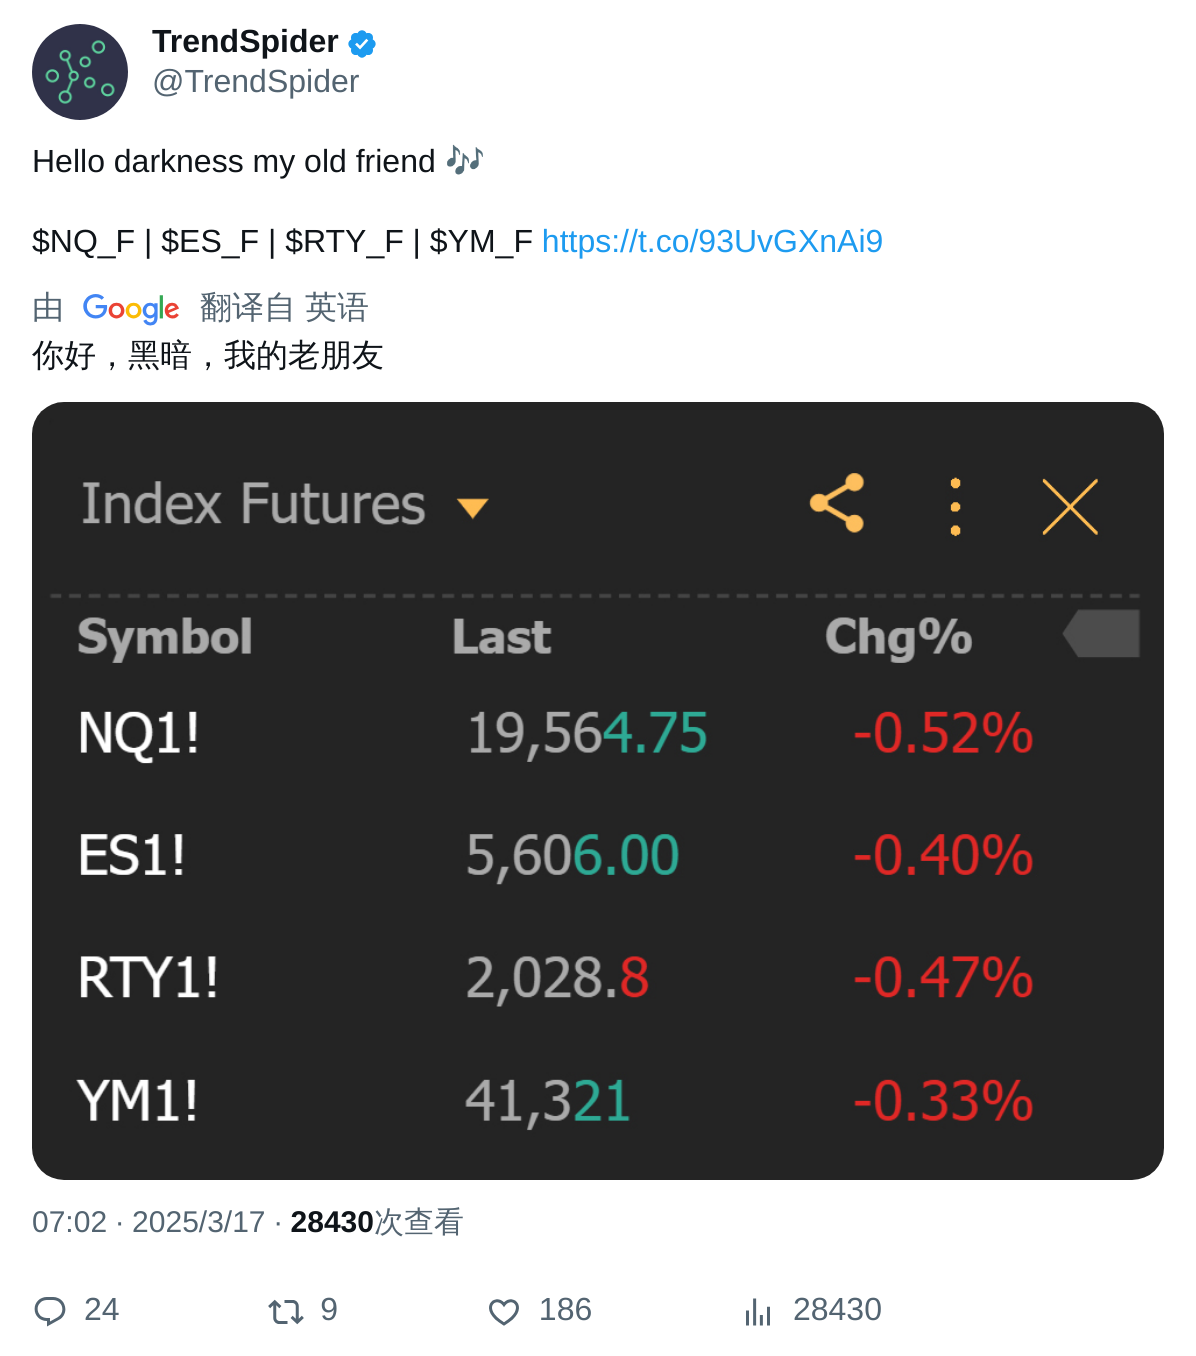 TrendSpider
@TrendSpider
Hello darkness my old friend 🎶
$NQ_F | $ES_F | $RTY_F | $YM_F https://t.co/93UvGXnAi9
由 Google 翻译自 英语
你好，黑暗，我的老朋友
Index Futures
Symbol Last Chg%
NQ1! 19,564.75 -0.52%
ES1! 5,606.00 -0.40%
RTY1! 2,028.8 -0.47%
YM1! 41,321 -0.33%
07:02 · 2025/3/17 · 28430次查看
24 9 186 28430